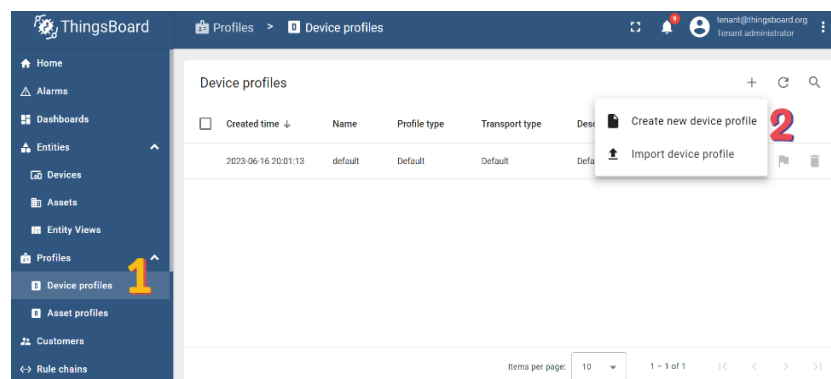 ThingsBoard
Profiles > Device profiles
9
tenant@thingsboard.org
Tenant administrator
Home
Alarms
Dashboards
Entities
Devices
Assets
Entity Views
Profiles
1
Device profiles
Asset profiles
Customers
Rule chains
Device profiles
Created time Name Profile type Transport type Desc
2023-06-16 20:01:13 default Default Default Defa
Create new device profile
2
Import device profile
Items per page: 10 1 – 1 of 1